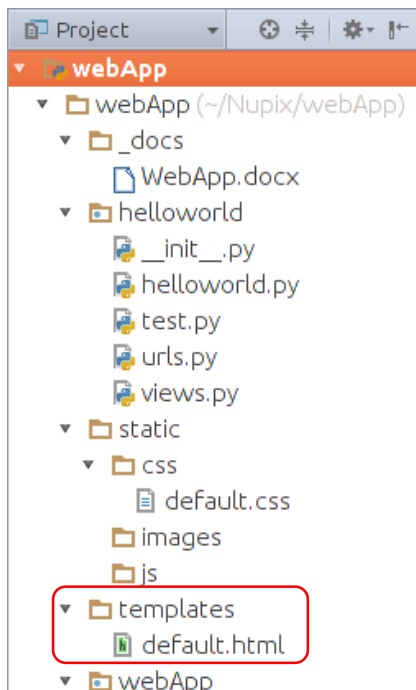 Project
webApp
webApp (~/Nupix/webApp)
_docs
WebApp.docx
helloworld
__init__.py
helloworld.py
test.py
urls.py
views.py
static
css
default.css
images
js
templates
default.html
webApp